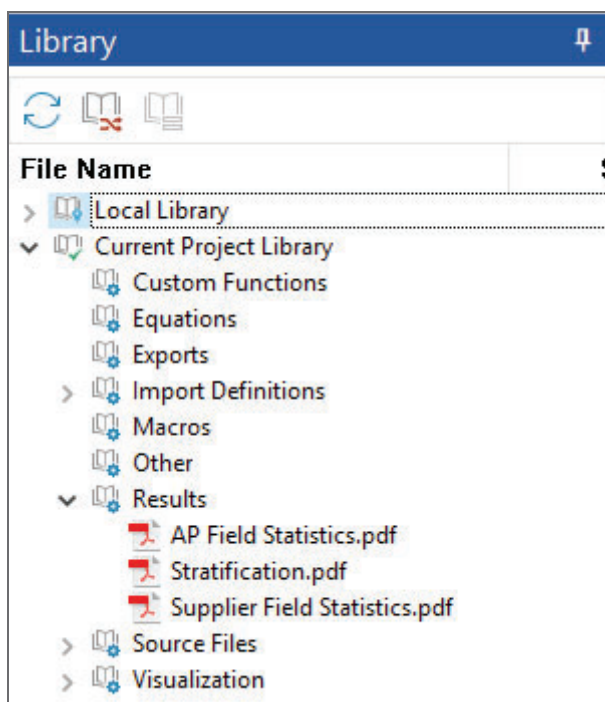 Library
File Name
Local Library
Current Project Library
Custom Functions
Equations
Exports
Import Definitions
Macros
Other
Results
AP Field Statistics.pdf
Stratification.pdf
Supplier Field Statistics.pdf
Source Files
Visualization